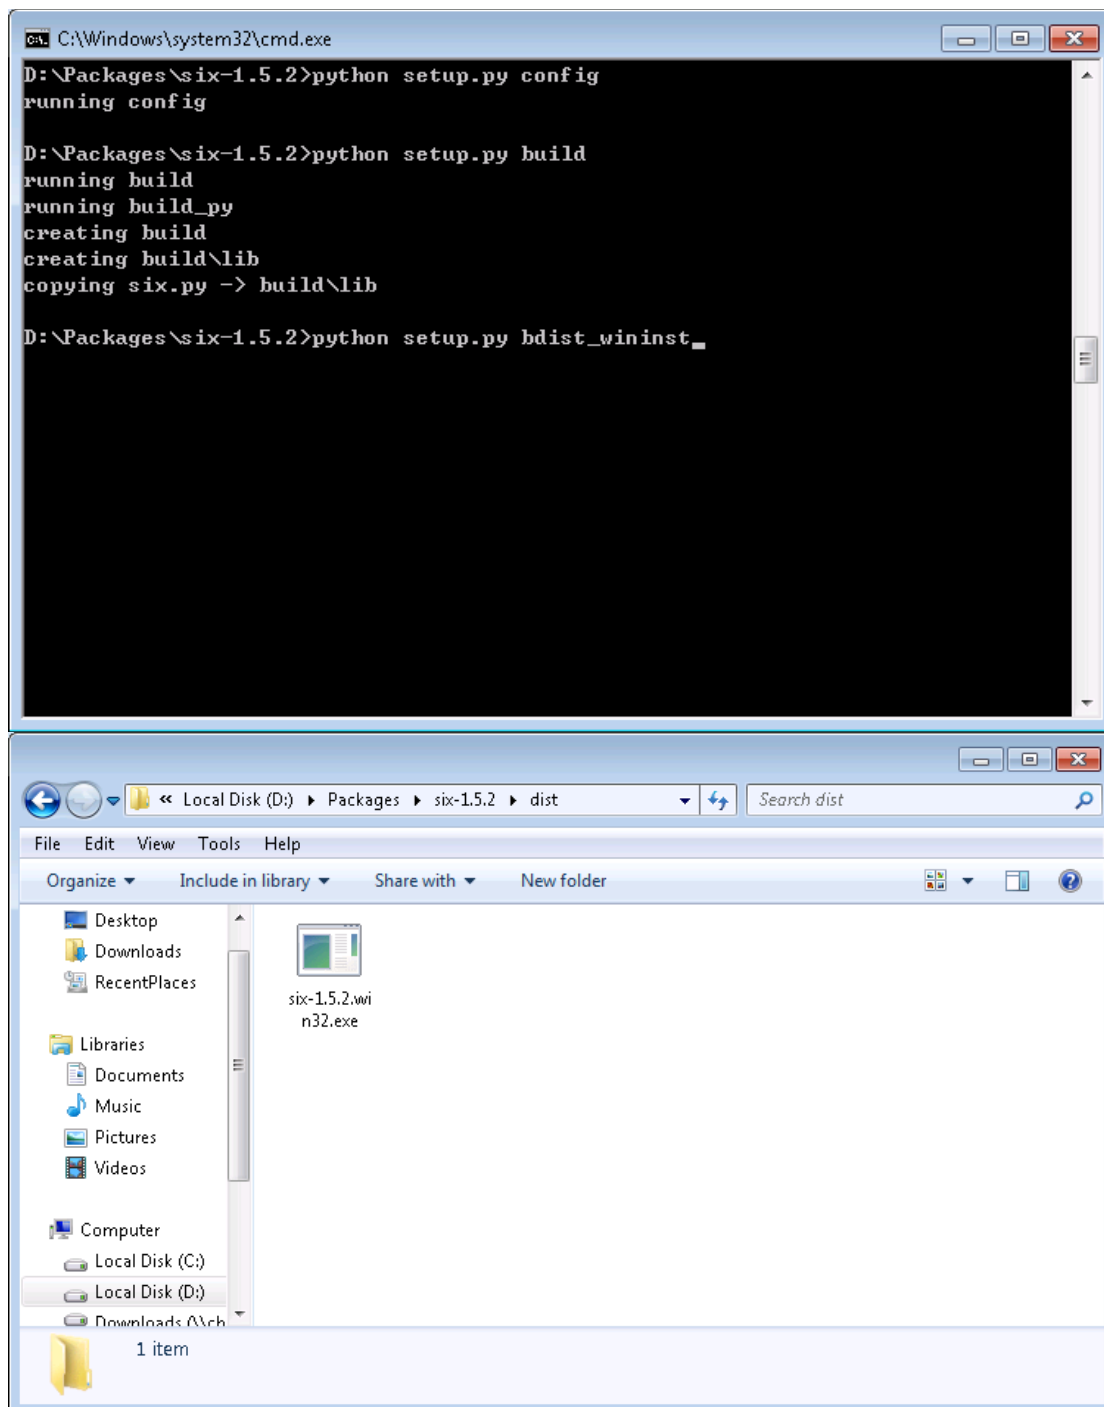 C:\Windows\system32\cmd.exe
D:\Packages\six-1.5.2>python setup.py config
running config
D:\Packages\six-1.5.2>python setup.py build
running build
running build_py
creating build
creating build\lib
copying six.py -> build\lib
D:\Packages\six-1.5.2>python setup.py bdist_wininst_
« Local Disk (D:) Packages six-1.5.2 dist
Search dist
File Edit View Tools Help
Organize Include in library Share with New folder
Desktop
Downloads
RecentPlaces
Libraries
Documents
Music
Pictures
Videos
Computer
Local Disk (C:)
Local Disk (D:)
Downloads (\\ch
six-1.5.2.wi
n32.exe
1 item